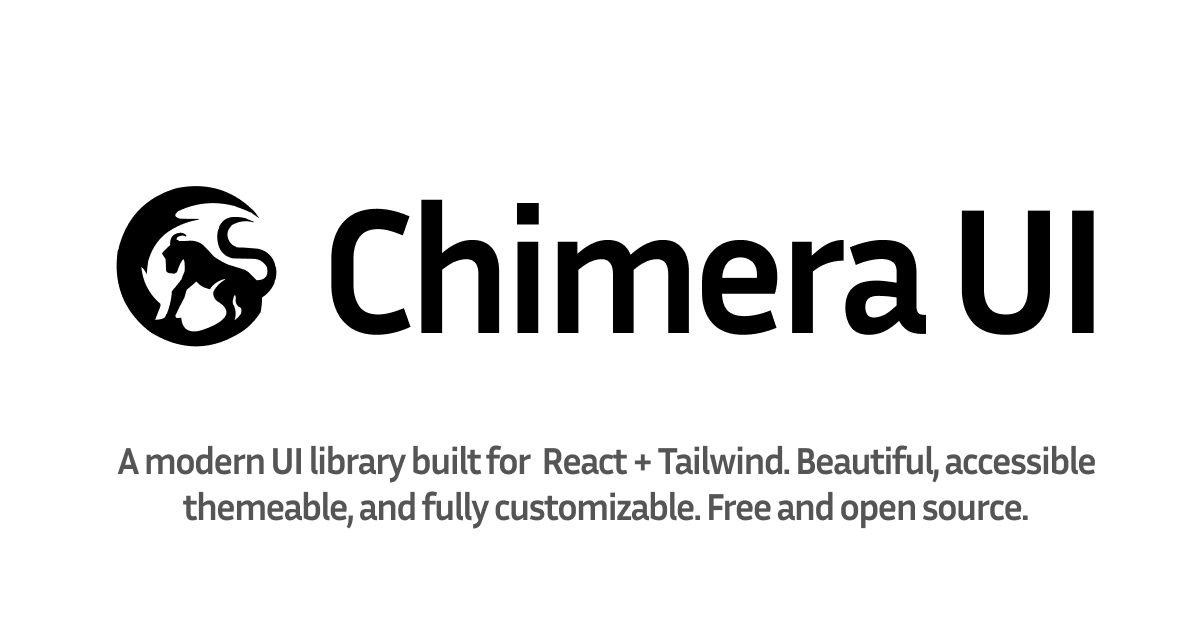 Chimera UI
A modern UI library built for  React + Tailwind. Beautiful, accessible
themeable, and fully customizable. Free and open source.